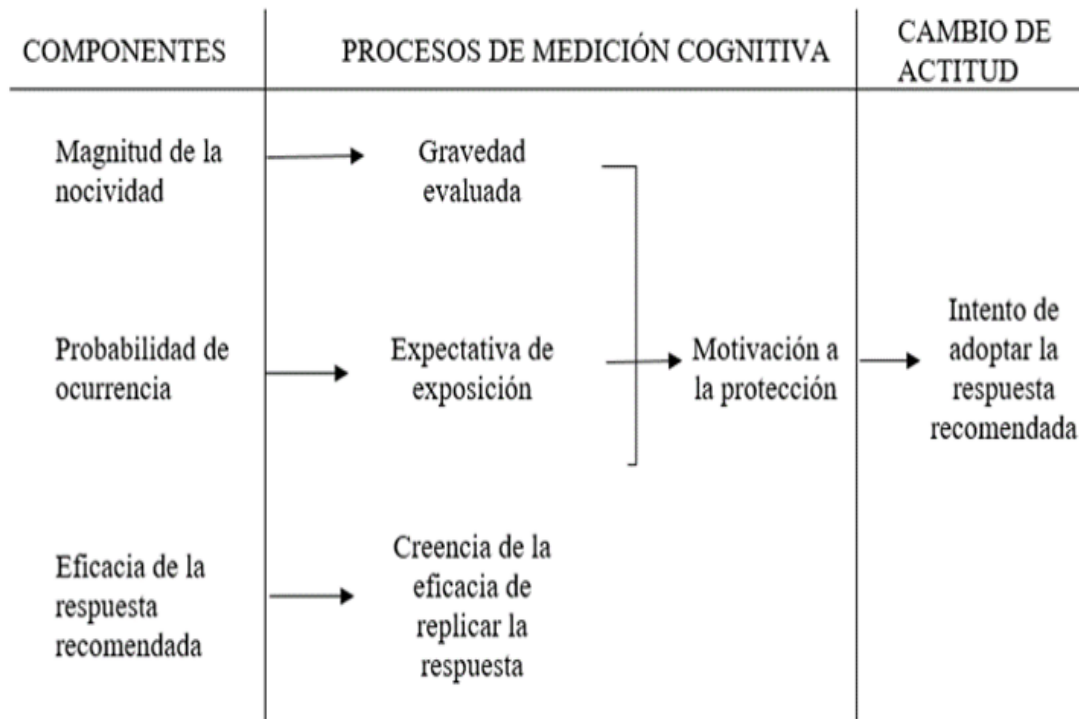 COMPONENTES
PROCESOS DE MEDICIÓN COGNITIVA
CAMBIO DE
ACTITUD
Magnitud de la
nocividad
Gravedad
evaluada
Probabilidad de
ocurrencia
Expectativa de
exposición
Motivación a
la protección
Intento de
adoptar la
respuesta
recomendada
Eficacia de la
respuesta
recomendada
Creencia de la
eficacia de
replicar la
respuesta